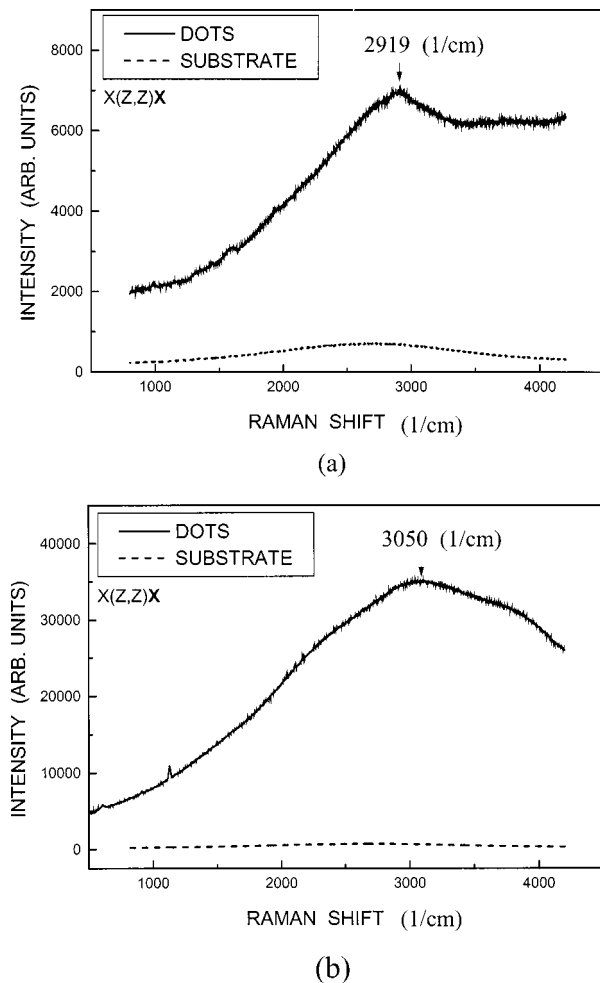 DOTS
SUBSTRATE
X(Z,Z)X
2919 (1/cm)
8000
6000
4000
2000
0
INTENSITY (ARB. UNITS)
1000 2000 3000 4000
RAMAN SHIFT (1/cm)
(a)
DOTS
SUBSTRATE
X(Z,Z)X
3050 (1/cm)
40000
30000
20000
10000
0
INTENSITY (ARB. UNITS)
1000 2000 3000 4000
RAMAN SHIFT (1/cm)
(b)